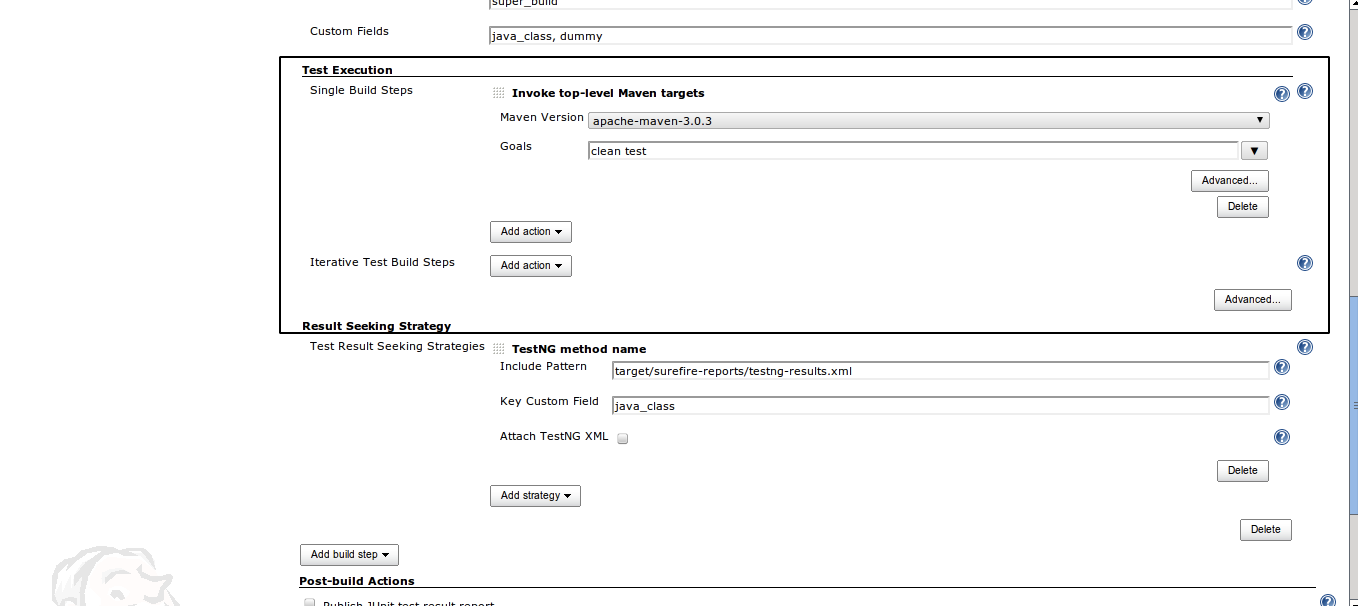 super_build
Custom Fields java_class, dummy
Test Execution
Single Build Steps Invoke top-level Maven targets
Maven Version apache-maven-3.0.3
Goals clean test
Advanced...
Delete
Add action
Iterative Test Build Steps Add action
Advanced...
Result Seeking Strategy
Test Result Seeking Strategies TestNG method name
Include Pattern target/surefire-reports/testng-results.xml
Key Custom Field java_class
Attach TestNG XML
Delete
Add strategy
Delete
Add build step
Post-build Actions
Publish JUnit test result report